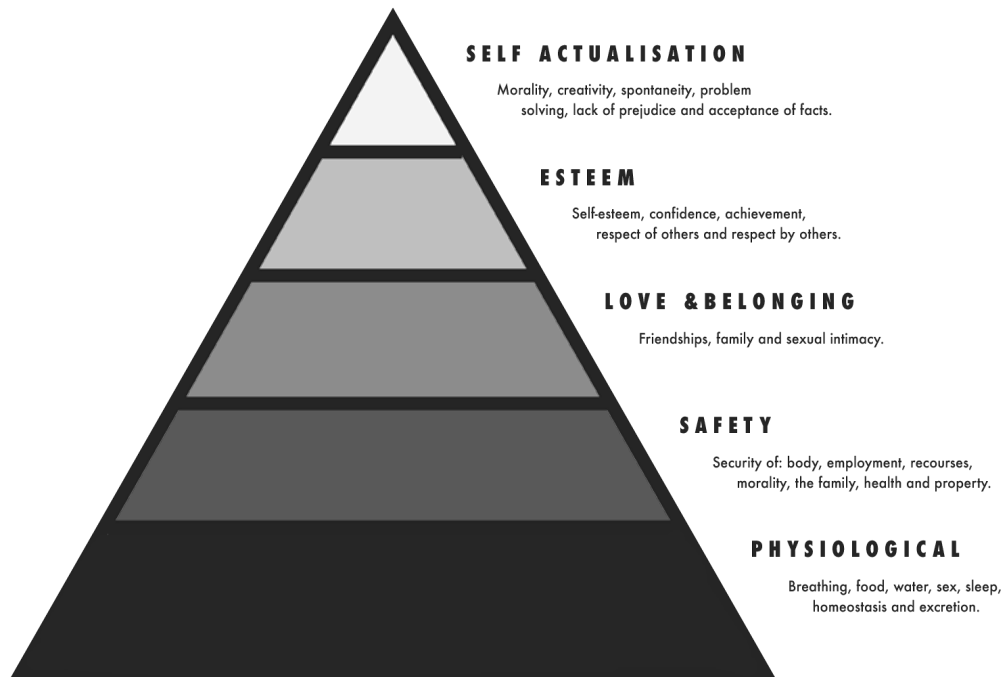 SELF ACTUALISATION
Morality, creativity, spontaneity, problem
solving, lack of prejudice and acceptance of facts.
ESTEEM
Self-esteem, confidence, achievement,
respect of others and respect by others.
LOVE &BELONGING
Friendships, family and sexual intimacy.
SAFETY
Security of: body, employment, recourses,
morality, the family, health and property.
PHYSIOLOGICAL
Breathing, food, water, sex, sleep,
homeostasis and excretion.